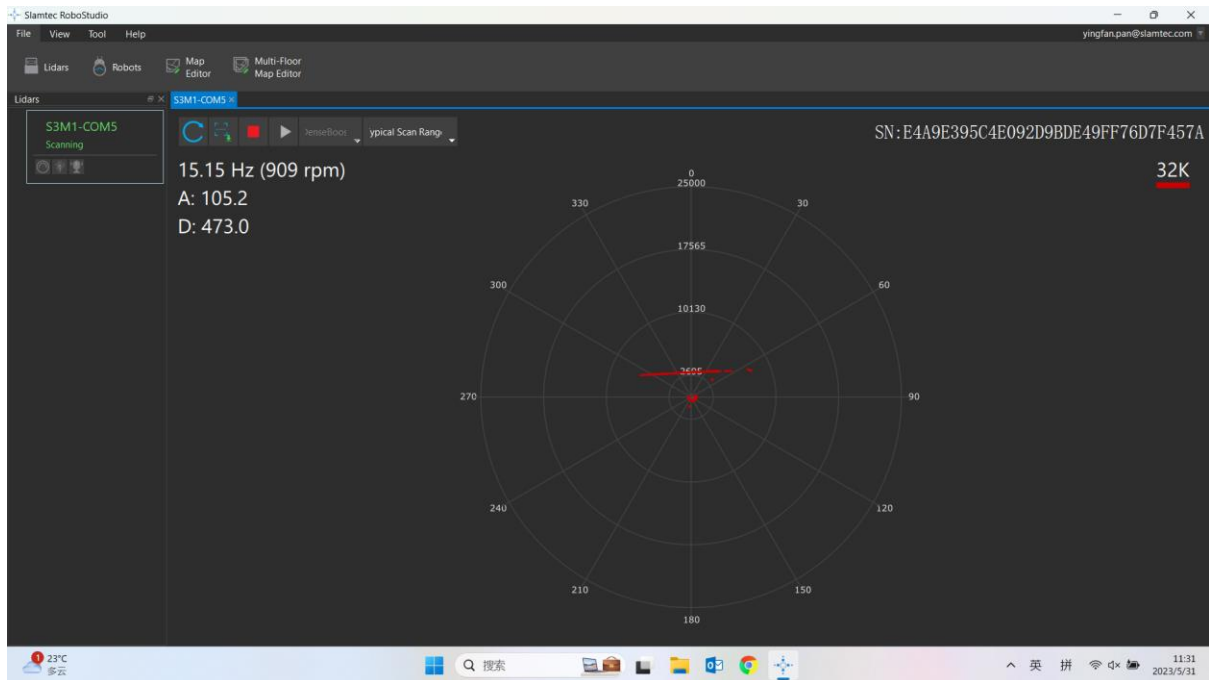 Slamtec RoboStudio
File View Tool Help
yingfan.pan@slamtec.com
Lidars Robots Map Editor Multi-Floor Map Editor
Lidars
S3M1-COM5
S3M1-COM5
Scanning
ypical Scan Rang
SN:E4A9E395C4E092D9BDE49FF76D7F457A
15.15 Hz (909 rpm)
32K
A: 105.2
D: 473.0
0
25000
330
30
17565
300
60
10130
2695
270
90
240
120
210
150
180
1
23°C
多云
搜索
英
拼
11:31
2023/5/31